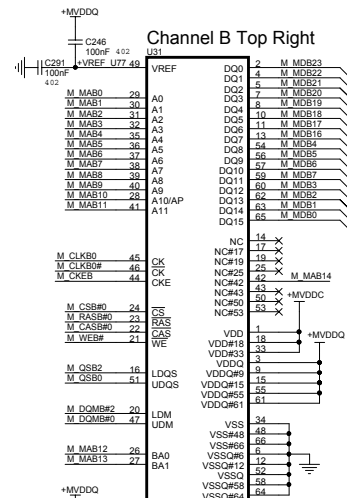 +MVDDQ
C246
100nF 402
Channel B Top Right
U31
C291
100nF
402
+VREF_U77 49 VREF
M_MAB0 29 A0
M_MAB1 30 A1
M_MAB2 31 A2
M_MAB3 32 A3
M_MAB4 35 A4
M_MAB5 36 A5
M_MAB6 37 A6
M_MAB7 38 A7
M_MAB8 39 A8
M_MAB9 40 A9
M_MAB10 28 A10/AP
M_MAB11 41 A11
M_CLKB0 45 CK
M_CLKB0# 46 CK
M_CKEB 44 CKE
M_CSB#0 24 CS
M_RASB#0 23 RAS
M_CASB#0 22 CAS
M_WEB# 21 WE
M_QSB2 16 LDQS
M_QSB0 51 UDQS
M_DQMB#2 20 LDM
M_DQMB#0 47 UDM
M_MAB12 26 BA0
M_MAB13 27 BA1
+MVDDQ
DQ0 2 M_MDB23
DQ1 4 M_MDB22
DQ2 5 M_MDB21
DQ3 7 M_MDB20
DQ4 8 M_MDB19
DQ5 10 M_MDB18
DQ6 11 M_MDB17
DQ7 13 M_MDB16
DQ8 54 M_MDB4
DQ9 56 M_MDB5
DQ10 57 M_MDB6
DQ11 59 M_MDB7
DQ12 60 M_MDB3
DQ13 62 M_MDB2
DQ14 63 M_MDB1
DQ15 65 M_MDB0
NC 14
NC#17 17
NC#19 19
NC#25 25
NC#42 42 M_MAB14
NC#43 43
NC#50 50
NC#53 53
+MVDDC
VDD 1
VDD#18 18
VDD#33 33
+MVDDQ
VDDQ 3
VDDQ#9 9
VDDQ#15 15
VDDQ#55 55
VDDQ#61 61
VSS 34
VSS#48 48
VSS#66 66
VSSQ#6 6
VSSQ#12 12
VSSQ 52
VSSQ#58 58
VSSQ#64 64